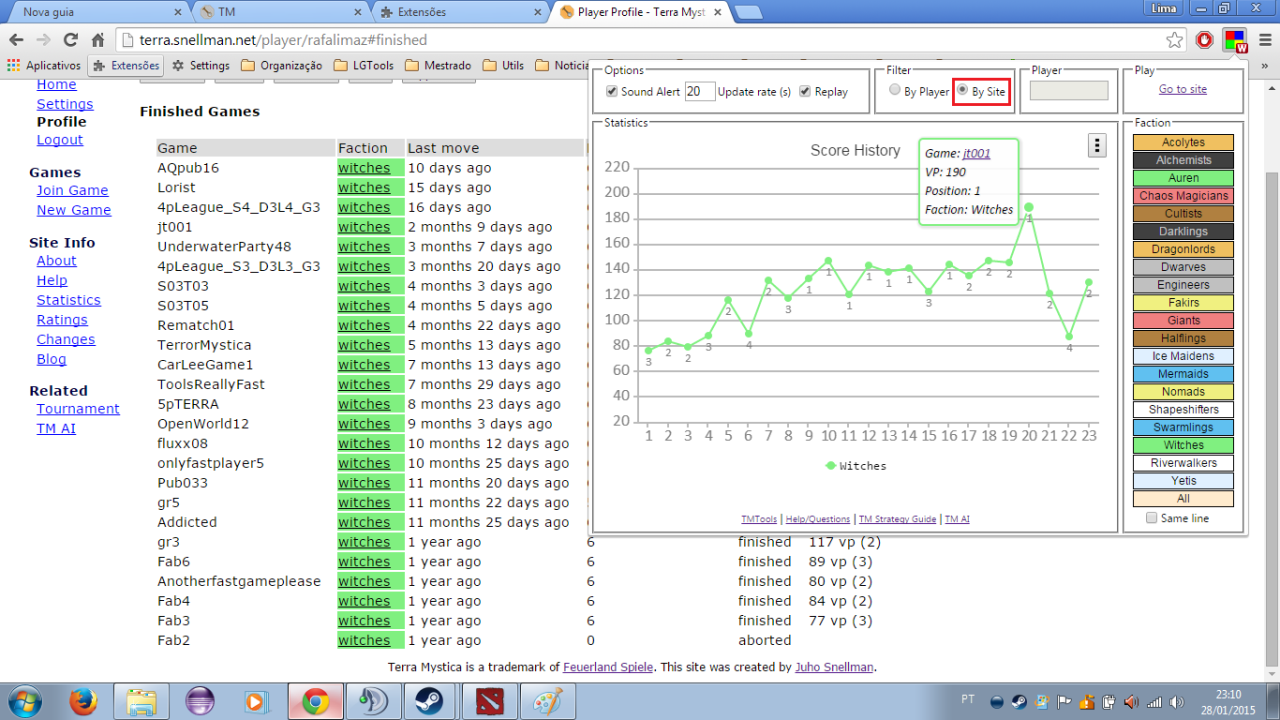 Nova guia
TM
Extensões
Player Profile - Terra Myst
Lima
terra.snellman.net/player/rafalimaz#finished
Aplicativos
Extensões
Settings
Organização
LGTools
Mestrado
Utils
Noticia
»
Home
Settings
Profile
Logout
Games
Join Game
New Game
Site Info
About
Help
Statistics
Ratings
Changes
Blog
Related
Tournament
TM AI
Finished Games
Game Faction Last move
AQpub16 witches 10 days ago
Lorist witches 15 days ago
4pLeague_S4_D3L4_G3 witches 16 days ago
jt001 witches 2 months 9 days ago
UnderwaterParty48 witches 3 months 7 days ago
4pLeague_S3_D3L3_G3 witches 3 months 20 days ago
S03T03 witches 4 months 3 days ago
S03T05 witches 4 months 5 days ago
Rematch01 witches 4 months 22 days ago
TerrorMystica witches 5 months 13 days ago
CarLeeGame1 witches 7 months 13 days ago
ToolsReallyFast witches 7 months 29 days ago
5pTERRA witches 8 months 23 days ago
OpenWorld12 witches 9 months 3 days ago
fluxx08 witches 10 months 12 days ago
onlyfastplayer5 witches 10 months 25 days ago
Pub033 witches 11 months 20 days ago
gr5 witches 11 months 22 days ago
Addicted witches 11 months 25 days ago
gr3 witches 1 year ago 6 finished 117 vp (2)
Fab6 witches 1 year ago 6 finished 89 vp (3)
Anotherfastgameplease witches 1 year ago 6 finished 80 vp (2)
Fab4 witches 1 year ago 6 finished 84 vp (2)
Fab3 witches 1 year ago 6 finished 77 vp (3)
Fab2 witches 1 year ago 0 aborted
Terra Mystica is a trademark of Feuerland Spiele. This site was created by Juho Snellman.
Options
Sound Alert 20 Update rate (s) Replay
Filter
By Player By Site
Player
Play
Go to site
Statistics
Score History
Game: jt001
VP: 190
Position: 1
Faction: Witches
220
200
180
160
140
120
100
80
60
40
20
3 2 2 3 2 4 2 3 1 1 1 1 1 1 3 1 2 2 2 1 2 4 2
1 2 3 4 5 6 7 8 9 10 11 12 13 14 15 16 17 18 19 20 21 22 23
Witches
TMTools | Help/Questions | TM Strategy Guide | TM AI
Faction
Acolytes
Alchemists
Auren
Chaos Magicians
Cultists
Darklings
Dragonlords
Dwarves
Engineers
Fakirs
Giants
Halflings
Ice Maidens
Mermaids
Nomads
Shapeshifters
Swarmlings
Witches
Riverwalkers
Yetis
All
Same line
PT
23:10
28/01/2015